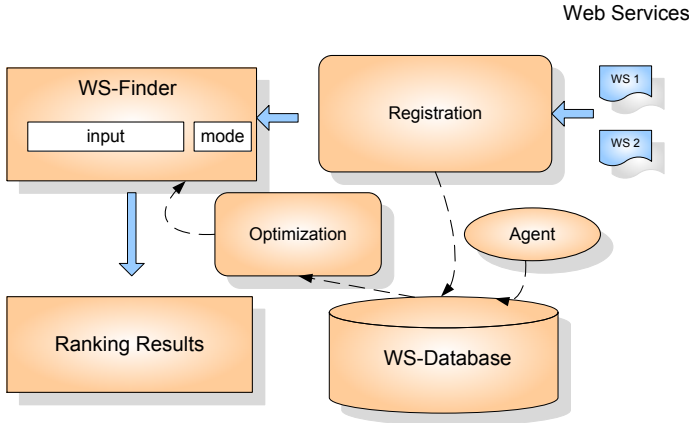 Web Services
WS 1
WS-Finder
input
mode
Registration
WS 2
Optimization
Agent
Ranking Results
WS-Database